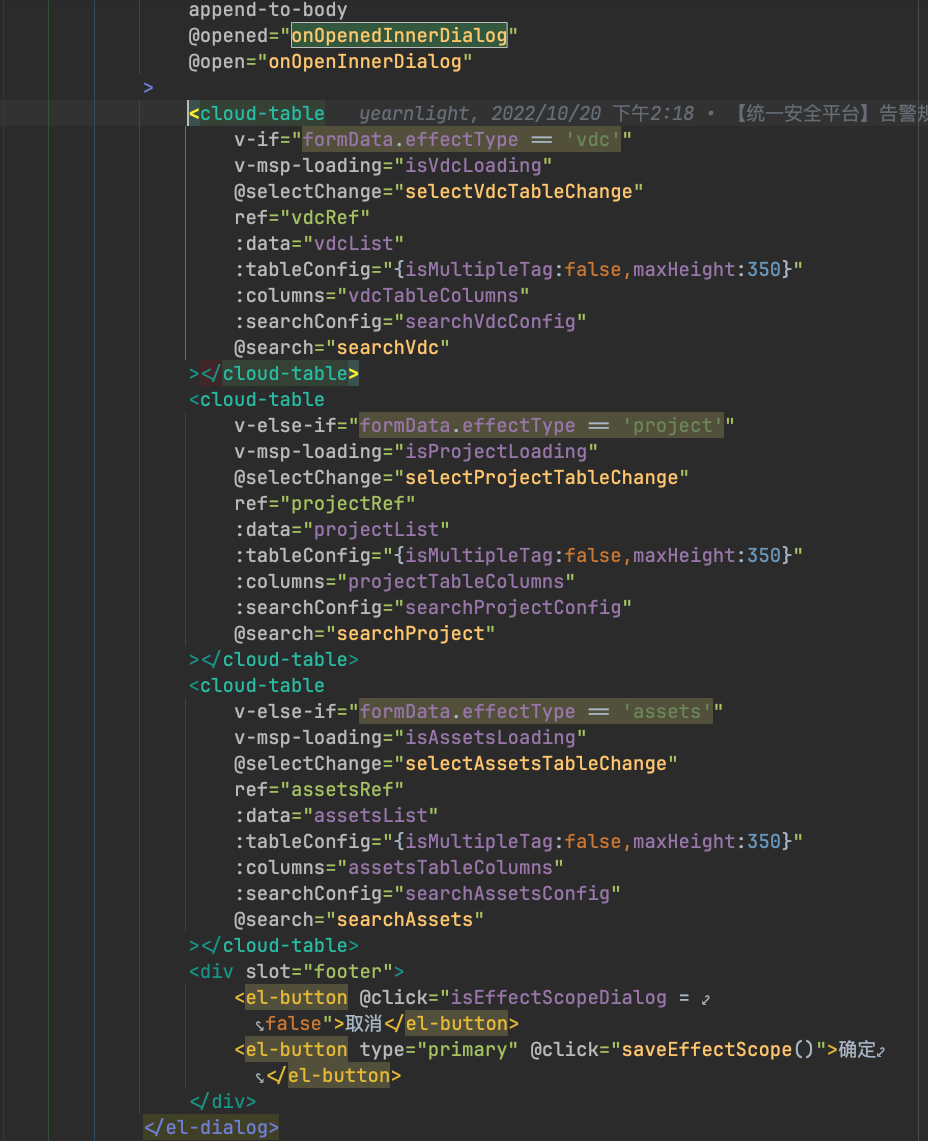 append-to-body
@opened="onOpenedInnerDialog"
@open="onOpenInnerDialog"
>
<cloud-table yearnlight, 2022/10/20 下午2:18 • 【统一安全平台】告警规
v-if="formData.effectType == 'vdc'"
v-msp-loading="isVdcLoading"
@selectChange="selectVdcTableChange"
ref="vdcRef"
:data="vdcList"
:tableConfig="{isMultipleTag:false,maxHeight:350}"
:columns="vdcTableColumns"
:searchConfig="searchVdcConfig"
@search="searchVdc"
></cloud-table>
<cloud-table
v-else-if="formData.effectType == 'project'"
v-msp-loading="isProjectLoading"
@selectChange="selectProjectTableChange"
ref="projectRef"
:data="projectList"
:tableConfig="{isMultipleTag:false,maxHeight:350}"
:columns="projectTableColumns"
:searchConfig="searchProjectConfig"
@search="searchProject"
></cloud-table>
<cloud-table
v-else-if="formData.effectType == 'assets'"
v-msp-loading="isAssetsLoading"
@selectChange="selectAssetsTableChange"
ref="assetsRef"
:data="assetsList"
:tableConfig="{isMultipleTag:false,maxHeight:350}"
:columns="assetsTableColumns"
:searchConfig="searchAssetsConfig"
@search="searchAssets"
></cloud-table>
<div slot="footer">
<el-button @click="isEffectScopeDialog =
false">取消</el-button>
<el-button type="primary" @click="saveEffectScope()">确定
</el-button>
</div>
</el-dialog>